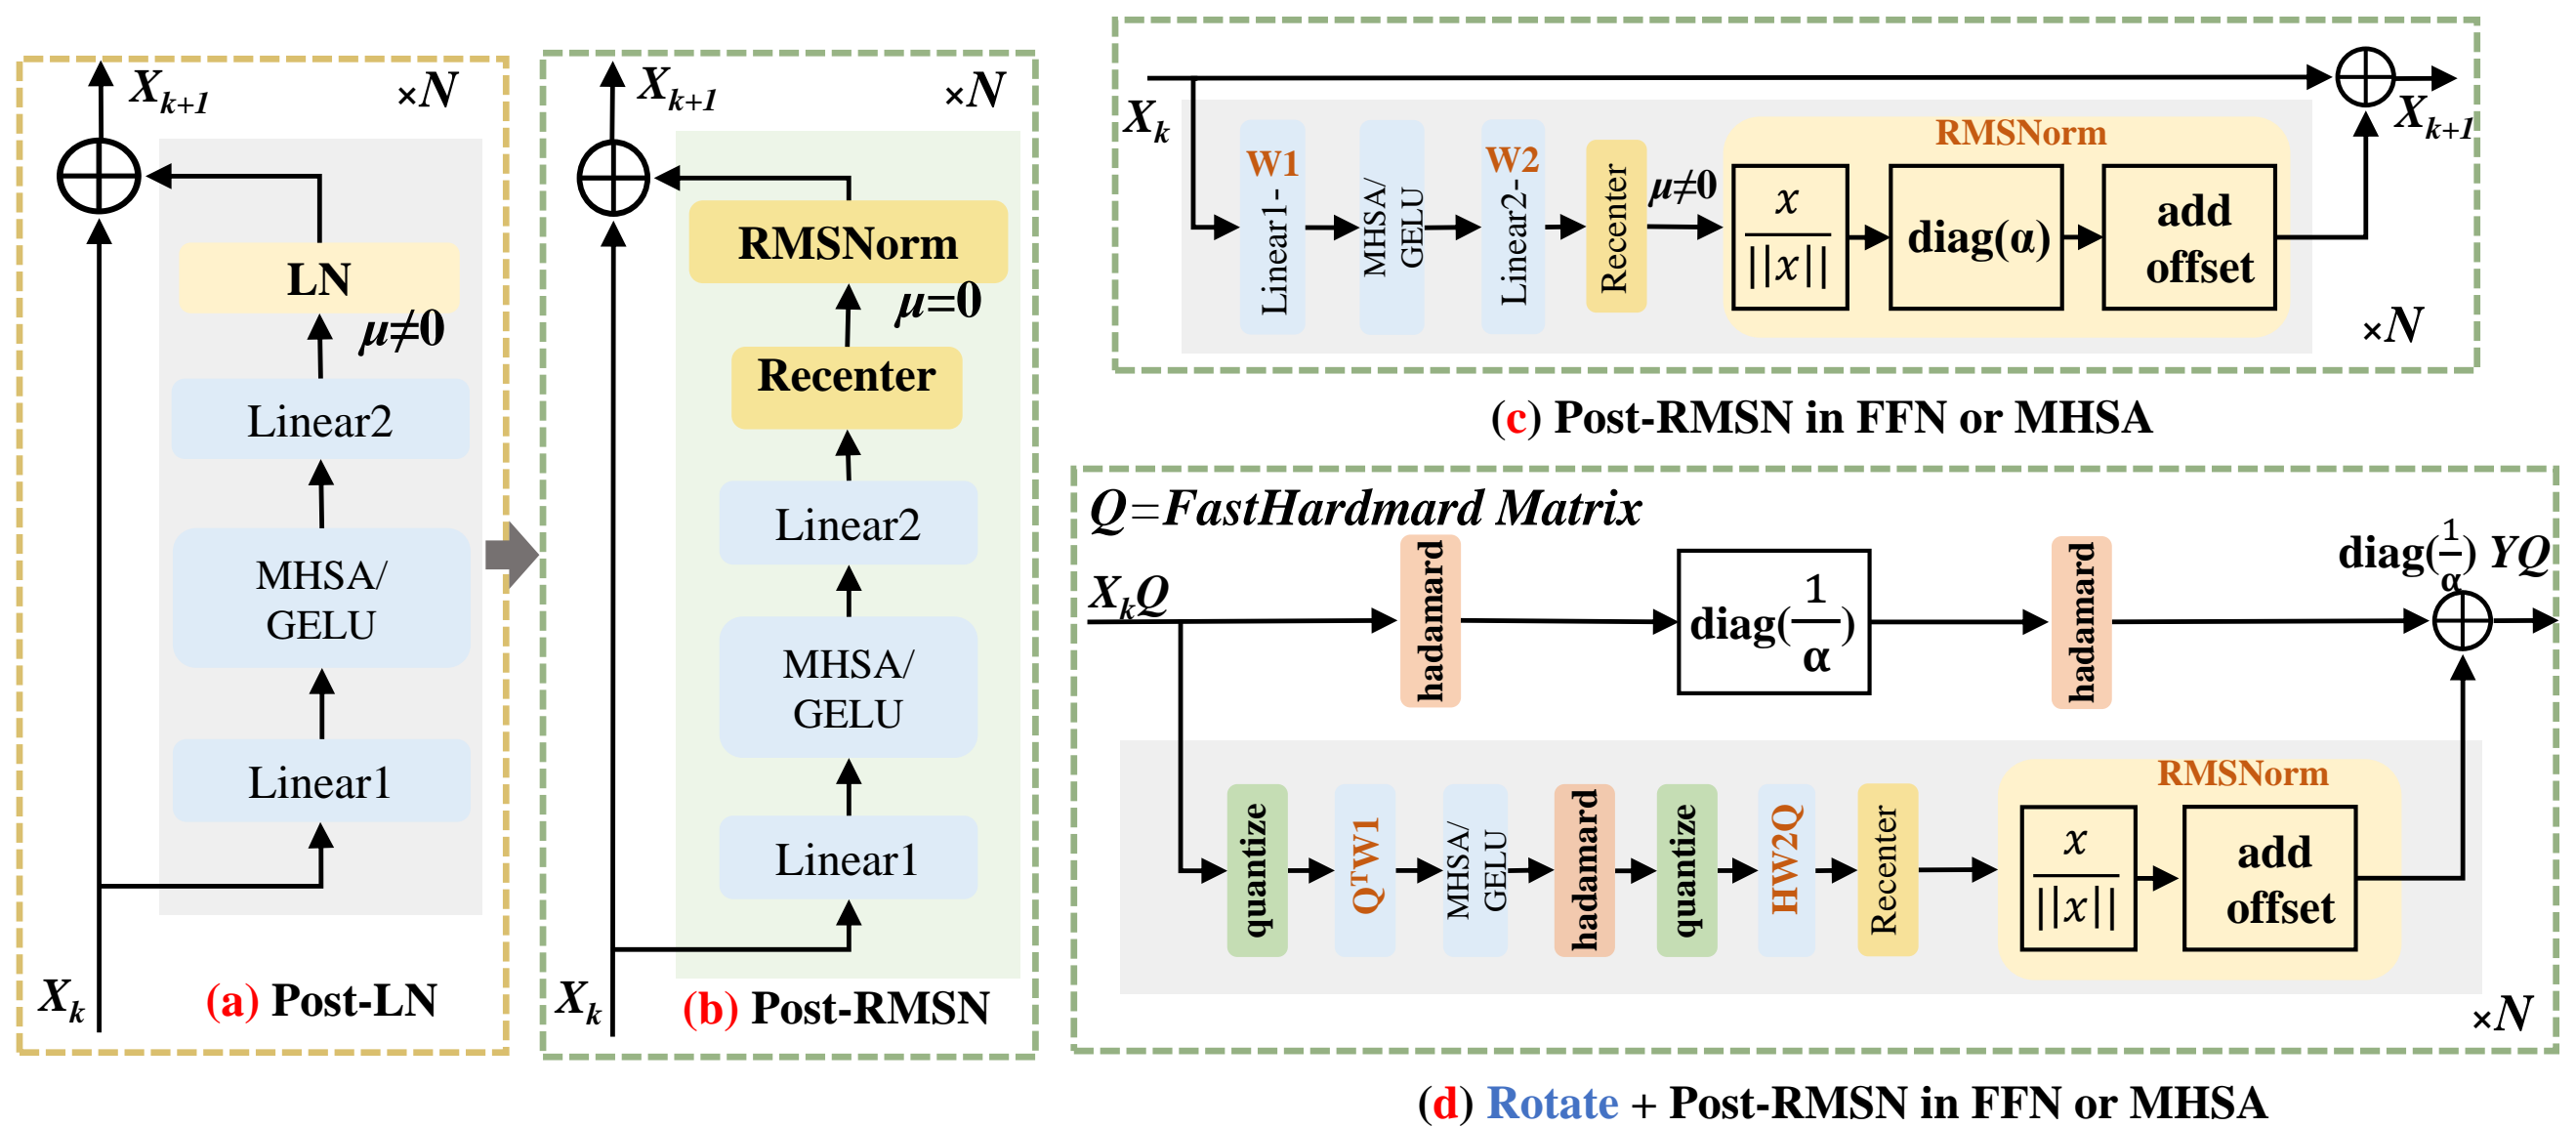 X_{k+1}
×N
LN
μ≠0
Linear2
MHSA/
GELU
Linear1
X_k
(a) Post-LN
X_{k+1}
×N
RMSNorm
μ=0
Recenter
Linear2
MHSA/
GELU
Linear1
X_k
(b) Post-RMSN
X_k
Linear1-W1
MHSA/
GELU
Linear2-W2
Recenter
μ≠0
RMSNorm
x
||x||
diag(α)
add
offset
X_{k+1}
×N
(c) Post-RMSN in FFN or MHSA
Q=FastHardmard Matrix
X_kQ
hadamard
diag(1/α)
hadamard
diag(1/α) YQ
quantize
Q^TW1
MHSA/
GELU
hadamard
quantize
HW2Q
Recenter
RMSNorm
x
||x||
add
offset
×N
(d) Rotate + Post-RMSN in FFN or MHSA